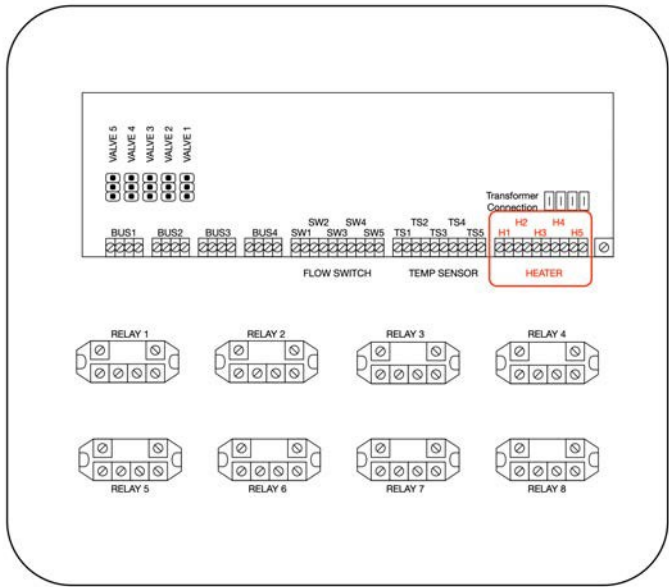 VALVE 5
VALVE 4
VALVE 3
VALVE 2
VALVE 1
Transformer
Connection
SW2 SW4 TS2 TS4 H2 H4
BUS1 BUS2 BUS3 BUS4 SW1 SW3 SW5 TS1 TS3 TS5 H1 H3 H5
FLOW SWITCH TEMP SENSOR HEATER
RELAY 1 RELAY 2 RELAY 3 RELAY 4
RELAY 5 RELAY 6 RELAY 7 RELAY 8